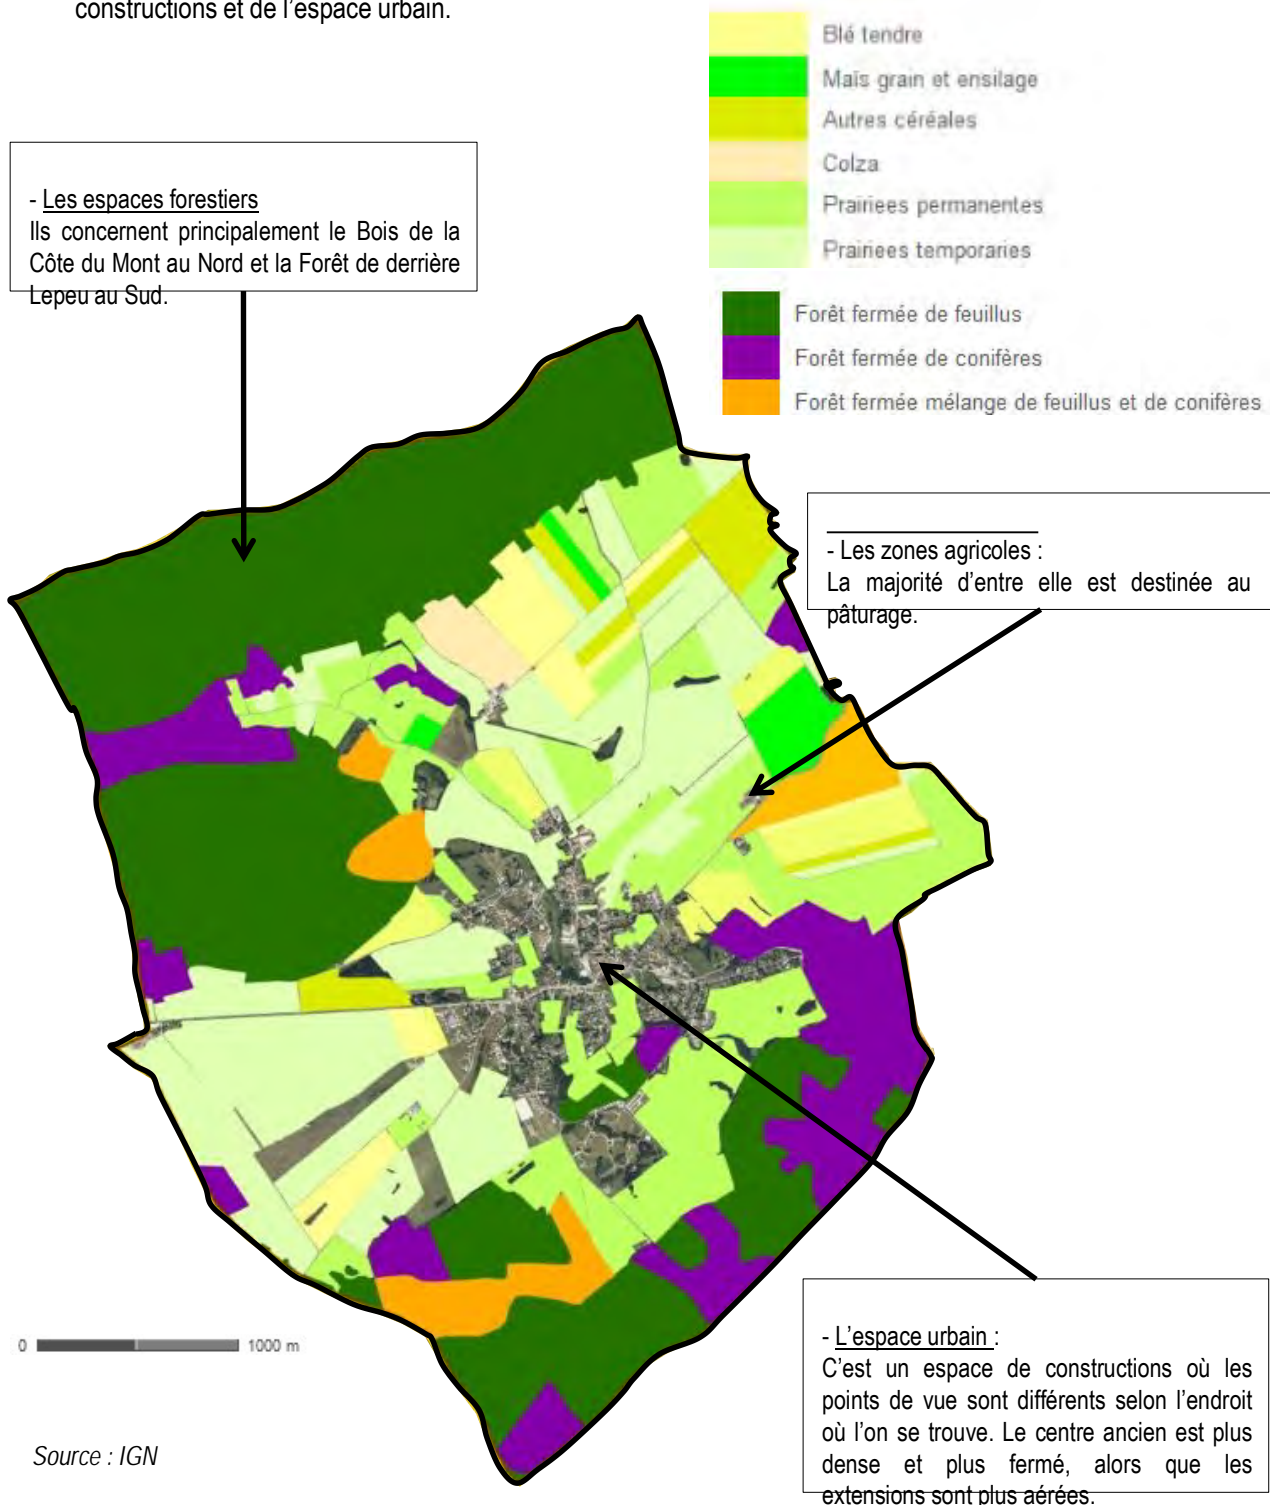 constructions et de l'espace urbain.
Blé tendre
Maïs grain et ensilage
Autres céréales
Colza
Prairiees permanentes
Prairiees temporaries
Forêt fermée de feuillus
Forêt fermée de conifères
Forêt fermée mélange de feuillus et de conifères
- Les espaces forestiers
Ils concernent principalement le Bois de la
Côte du Mont au Nord et la Forêt de derrière
Lepeu au Sud.
- Les zones agricoles :
La majorité d'entre elle est destinée au
pâturage.
0 1000 m
- L'espace urbain :
C'est un espace de constructions où les
points de vue sont différents selon l'endroit
où l'on se trouve. Le centre ancien est plus
dense et plus fermé, alors que les
extensions sont plus aérées.
Source : IGN